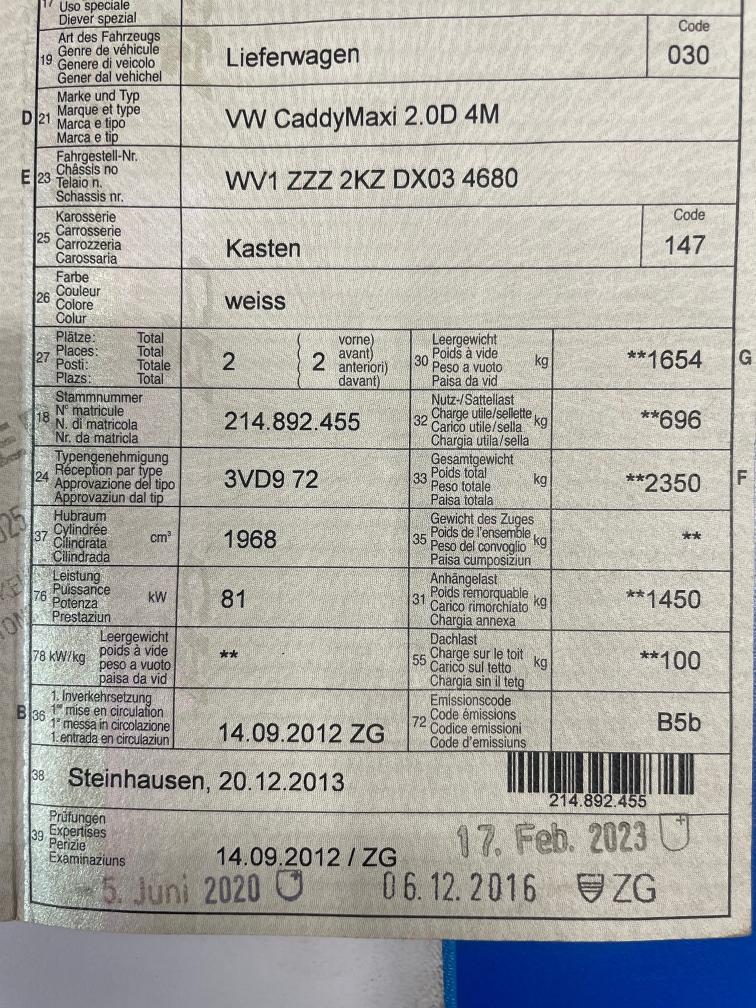 17 Uso speciale
Diever spezial
19 Art des Fahrzeugs
Genre de véhicule
Genere di veicolo
Gener dal vehichel
Lieferwagen
Code
030
D 21 Marke und Typ
Marque et type
Marca e tipo
Marca e tip
VW CaddyMaxi 2.0D 4M
E 23 Fahrgestell-Nr.
Châssis no
Telaio n.
Schassis nr.
WV1 ZZZ 2KZ DX03 4680
25 Karosserie
Carrosserie
Carrozzeria
Carossaria
Kasten
Code
147
26 Farbe
Couleur
Colore
Colur
weiss
27 Plätze: Total
Places: Total
Posti: Totale
Plazs: Total
2 ( 2 vorne)
avant)
anteriori)
davant)
30 Leergewicht
Poids à vide
Peso a vuoto
Paisa da vid
kg
**1654 G
18 Stammnummer
N° matricule
N. di matricola
Nr. da matricla
214.892.455
32 Nutz-/Sattellast
Charge utile/sellette
Carico utile/sella
Chargia utila/sella
kg
**696
24 Typengenehmigung
Réception par type
Approvazione del tipo
Approvaziun dal tip
3VD9 72
33 Gesamtgewicht
Poids total
Peso totale
Paisa totala
kg
**2350 F
37 Hubraum
Cylindrée
Cilindrata
Cilindrada
cm³
1968
35 Gewicht des Zuges
Poids de l'ensemble
Peso del convoglio
Paisa cumposiziun
kg
**
76 Leistung
Puissance
Potenza
Prestaziun
kW
81
31 Anhängelast
Poids remorquable
Carico rimorchiato
Chargia annexa
kg
**1450
78 kW/kg Leergewicht
poids à vide
peso a vuoto
paisa da vid
**
55 Dachlast
Charge sur le toit
Carico sul tetto
Chargia sin il tetg
kg
**100
B 36 1. Inverkehrsetzung
1re mise en circulation
1a messa in circolazione
1. entrada en circulaziun
14.09.2012 ZG
72 Emissionscode
Code émissions
Codice emissioni
Code d'emissiuns
B5b
38 Steinhausen, 20.12.2013
214.892.455
39 Prüfungen
Expertises
Perizie
Examinaziuns
14.09.2012 / ZG
17. Feb. 2023
- 5. Juni 2020
06.12.2016 ZG